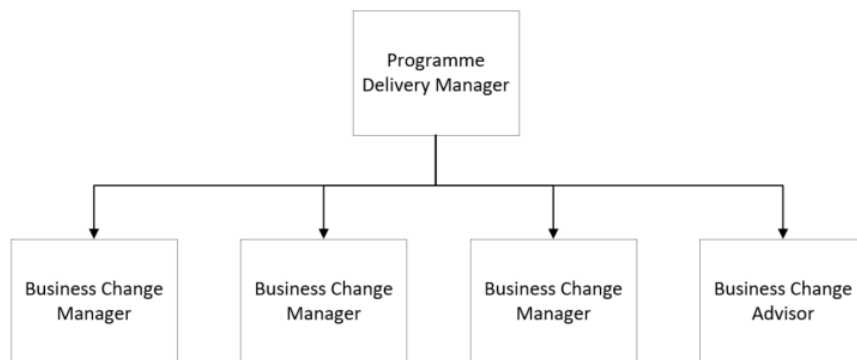 Programme
Delivery Manager
Business Change
Manager
Business Change
Manager
Business Change
Manager
Business Change
Advisor